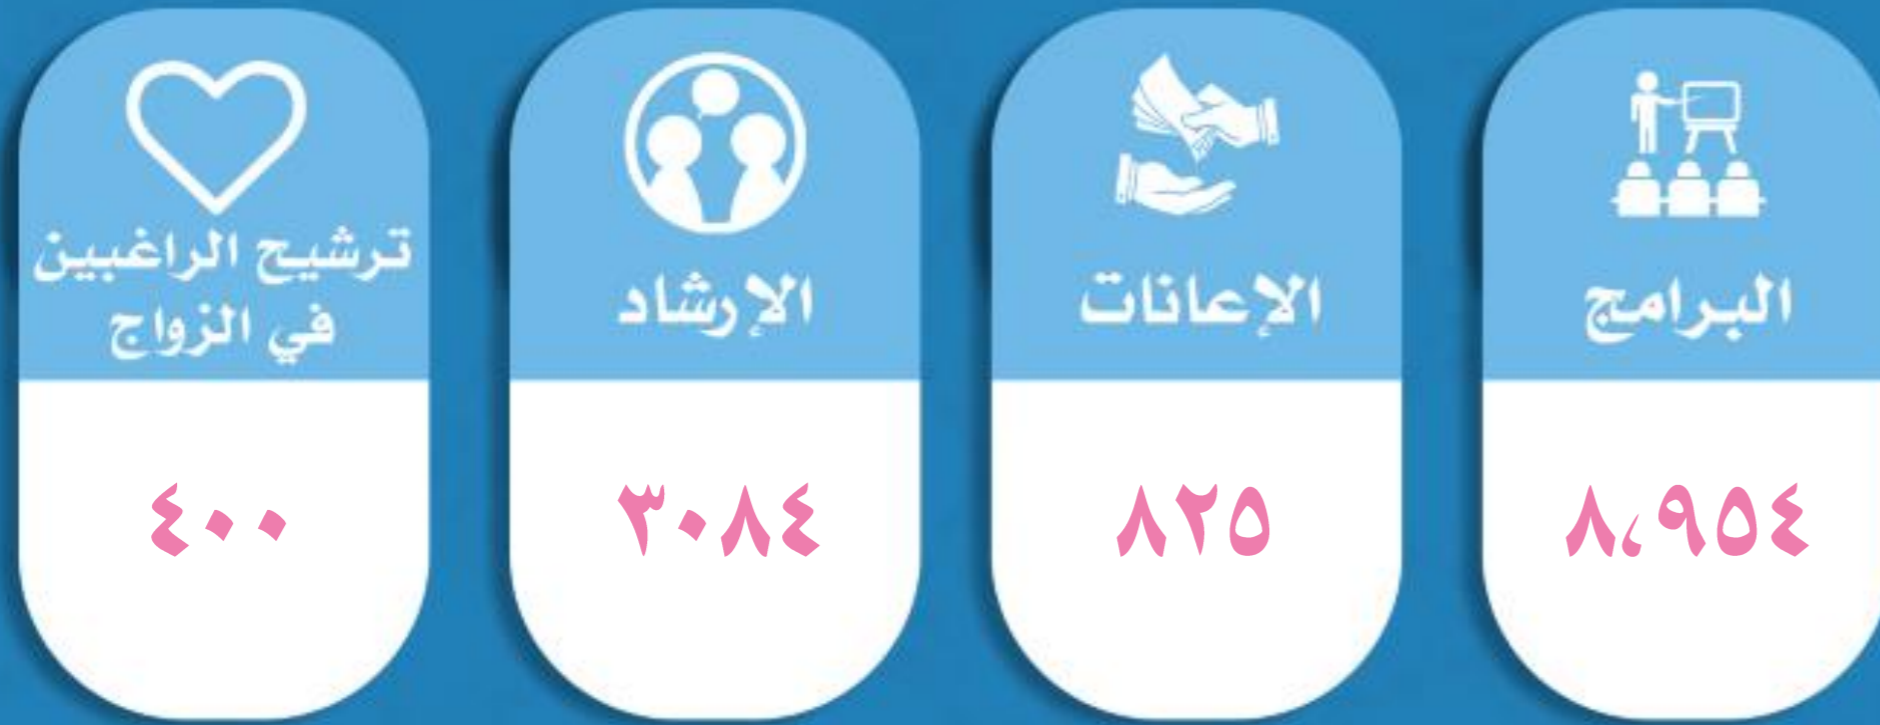 البرامج
٨،٩٥٤
الإعانات
٨٢٥
الإرشاد
٣٠٨٤
ترشيح الراغبين
في الزواج
٤٠٠